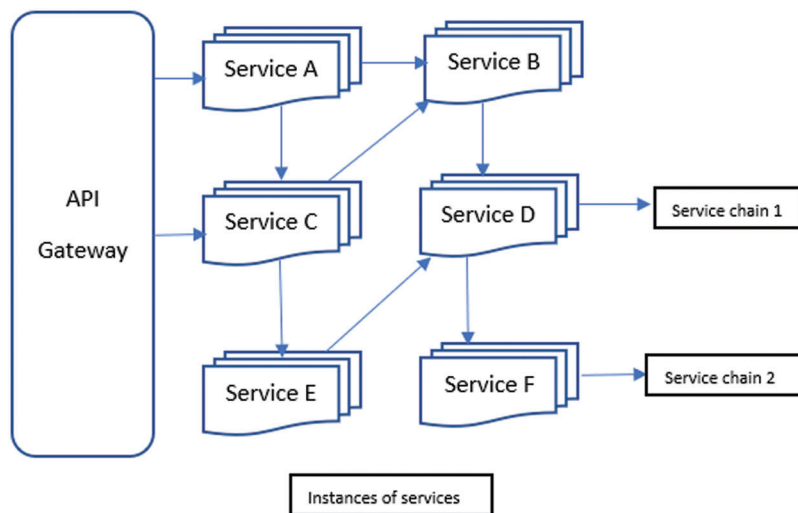 API
Gateway
Service A
Service B
Service C
Service D
Service chain 1
Service E
Service F
Service chain 2
Instances of services